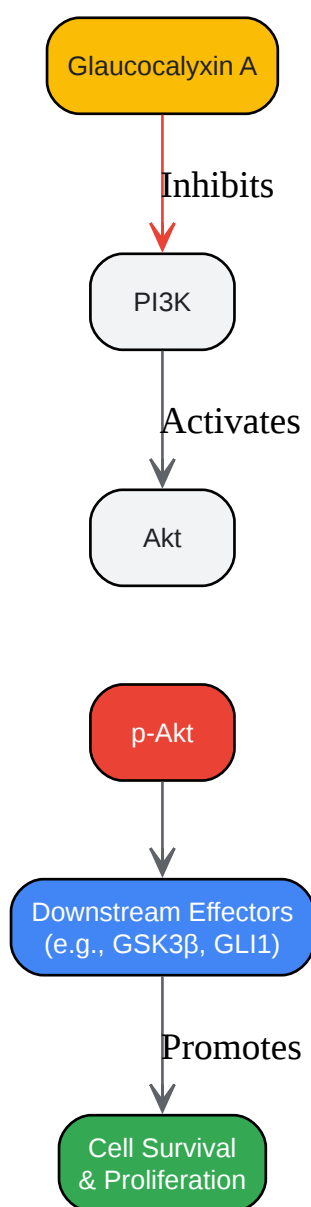 Glaucocalyxin A
Inhibits
PI3K
Activates
Akt
p-Akt
Downstream Effectors
(e.g., GSK3β, GLI1)
Promotes
Cell Survival
& Proliferation